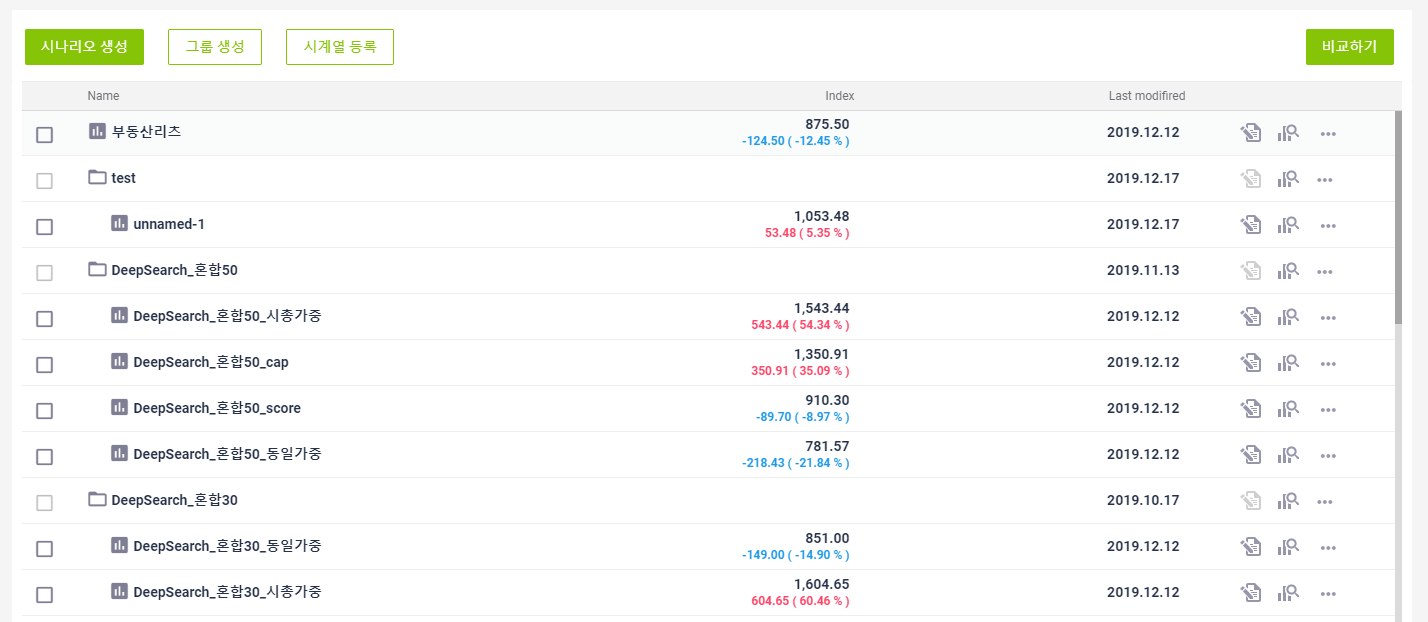 시나리오 생성 그룹 생성 시계열 등록 비교하기
Name Index Last modifired
부동산리츠 875.50 2019.12.12
-124.50 ( -12.45 % )
test 2019.12.17
unnamed-1 1,053.48 2019.12.17
53.48 ( 5.35 % )
DeepSearch_혼합50 2019.11.13
DeepSearch_혼합50_시총가중 1,543.44 2019.12.12
543.44 ( 54.34 % )
DeepSearch_혼합50_cap 1,350.91 2019.12.12
350.91 ( 35.09 % )
DeepSearch_혼합50_score 910.30 2019.12.12
-89.70 ( -8.97 % )
DeepSearch_혼합50_동일가중 781.57 2019.12.12
-218.43 ( -21.84 % )
DeepSearch_혼합30 2019.10.17
DeepSearch_혼합30_동일가중 851.00 2019.12.12
-149.00 ( -14.90 % )
DeepSearch_혼합30_시총가중 1,604.65 2019.12.12
604.65 ( 60.46 % )